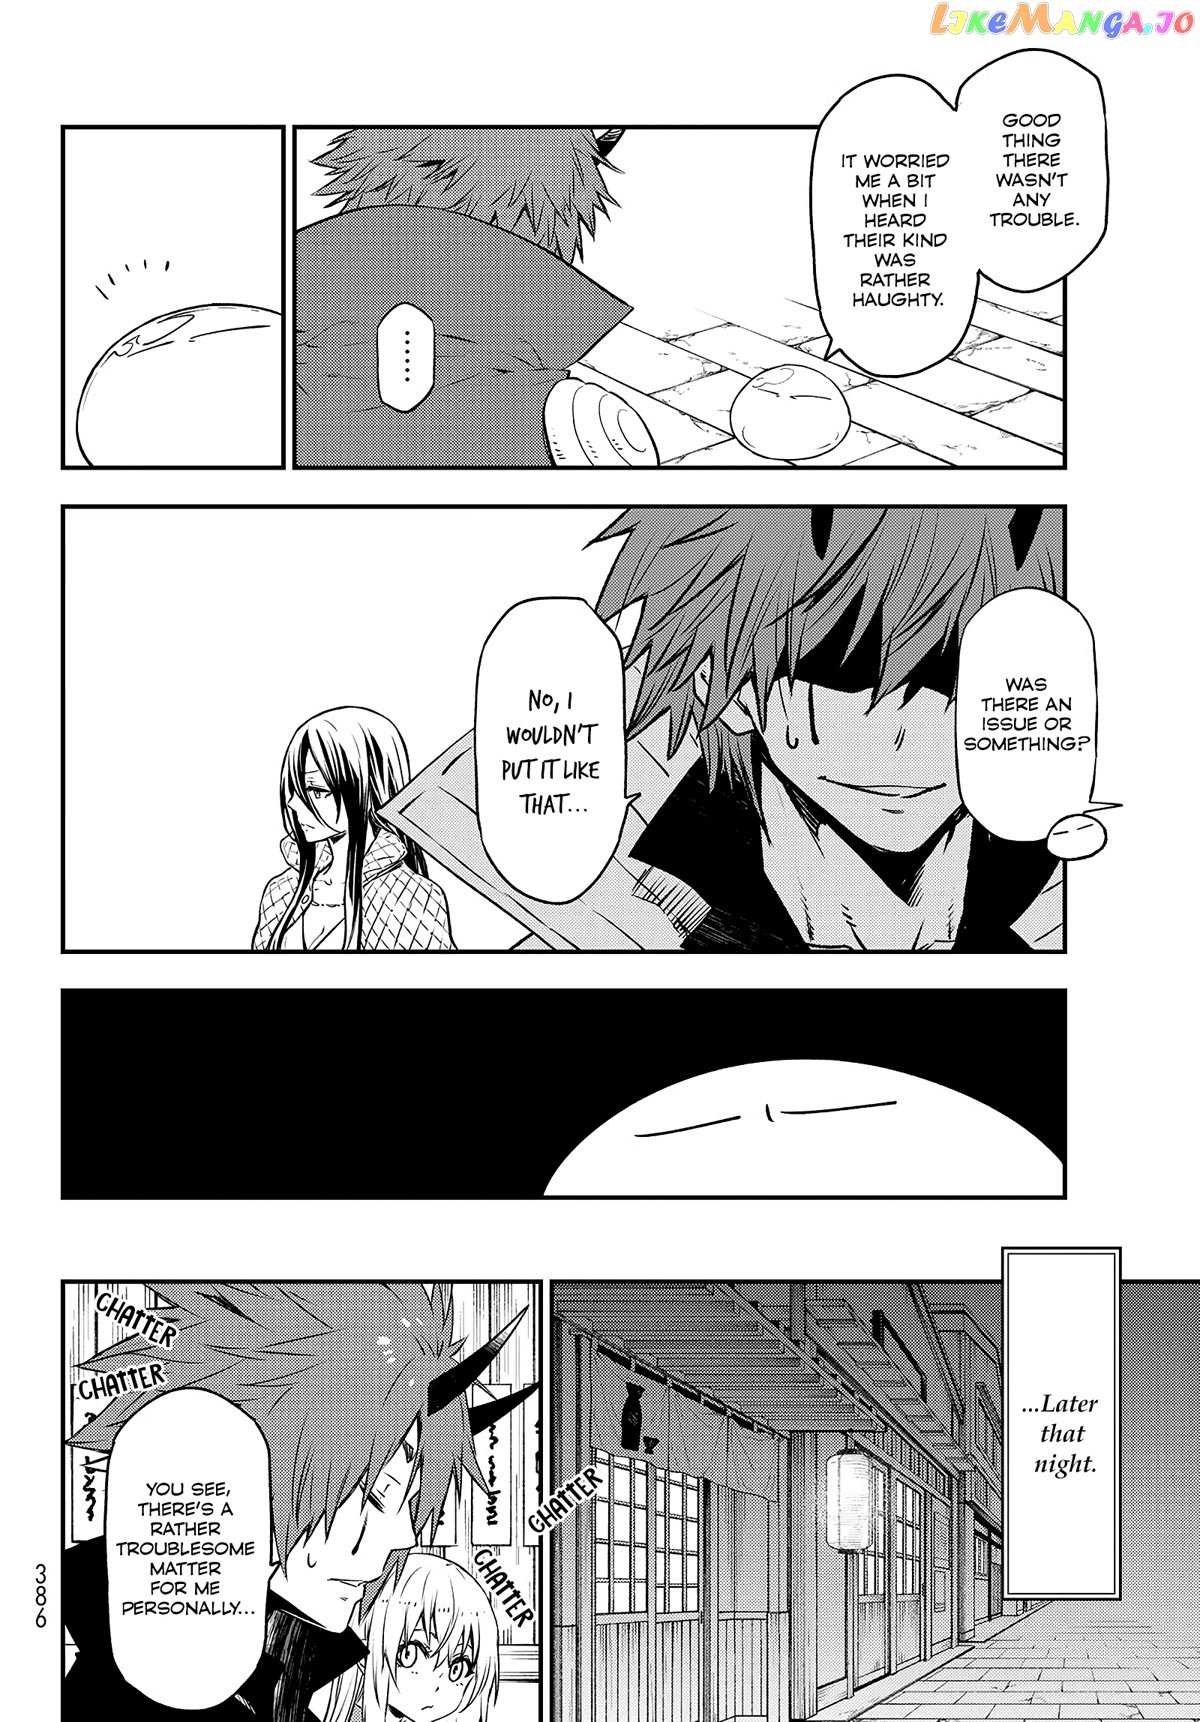 LIKEMANGA.IO
GOOD
THING
THERE
WASN'T
ANY
TROUBLE.
IT WORRIED
ME A BIT
WHEN I
HEARD
THEIR KIND
WAS
RATHER
HAUGHTY.
......
WAS
THERE AN
ISSUE OR
SOMETHING?
NO, I
WOULDN'T
PUT IT LIKE
THAT...
...Later
that
night.
CHATTER
CHATTER
CHATTER
CHATTER
YOU SEE,
THERE'S A
RATHER
TROUBLESOME
MATTER
FOR ME
PERSONALLY...
386